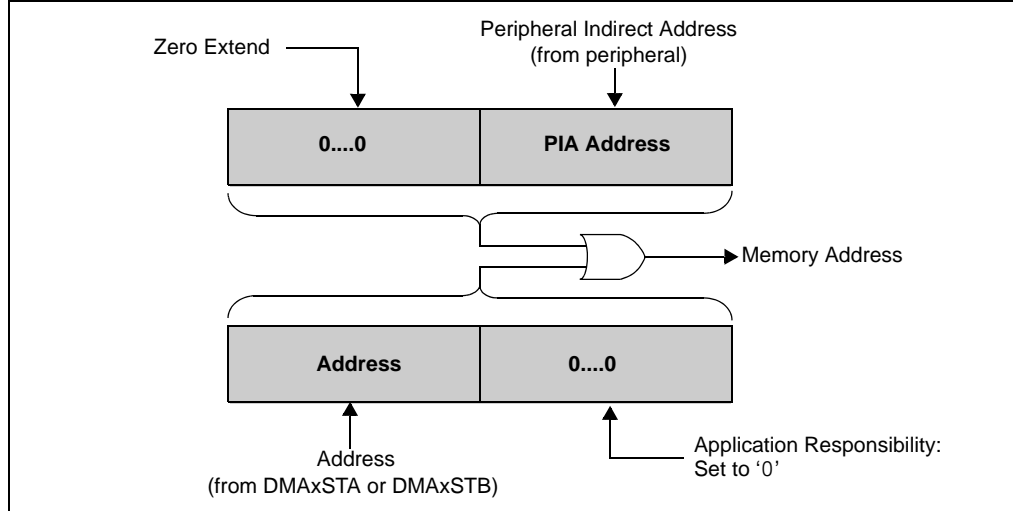 Peripheral Indirect Address
(from peripheral)
Zero Extend
0....0
PIA Address
Memory Address
Address
0....0
Address
(from DMAxSTA or DMAxSTB)
Application Responsibility:
Set to ‘0’